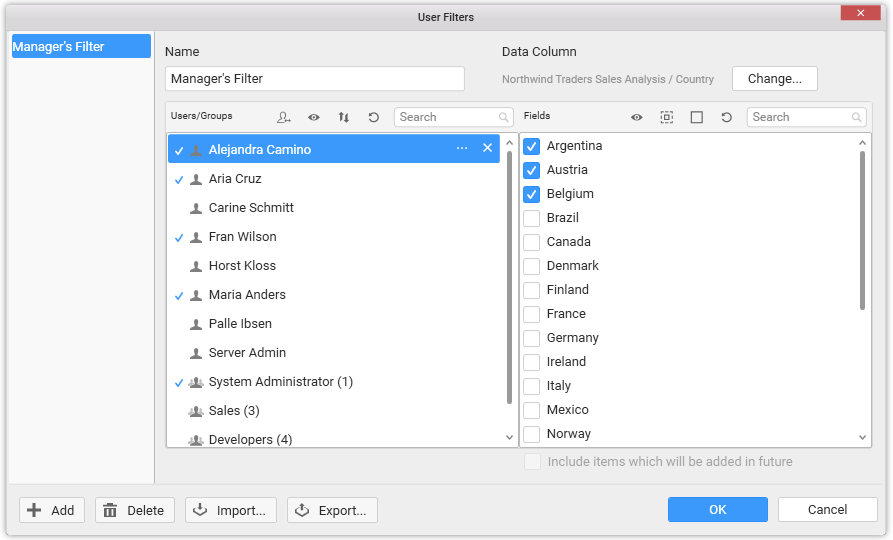 User Filters
Manager's Filter
Name
Data Column
Manager's Filter
Northwind Traders Sales Analysis / Country
Change...
Users/Groups
Search
Fields
Search
Alejandra Camino
Aria Cruz
Carine Schmitt
Fran Wilson
Horst Kloss
Maria Anders
Palle Ibsen
Server Admin
System Administrator (1)
Sales (3)
Developers (4)
Argentina
Austria
Belgium
Brazil
Canada
Denmark
Finland
France
Germany
Ireland
Italy
Mexico
Norway
Include items which will be added in future
Add
Delete
Import...
Export...
OK
Cancel